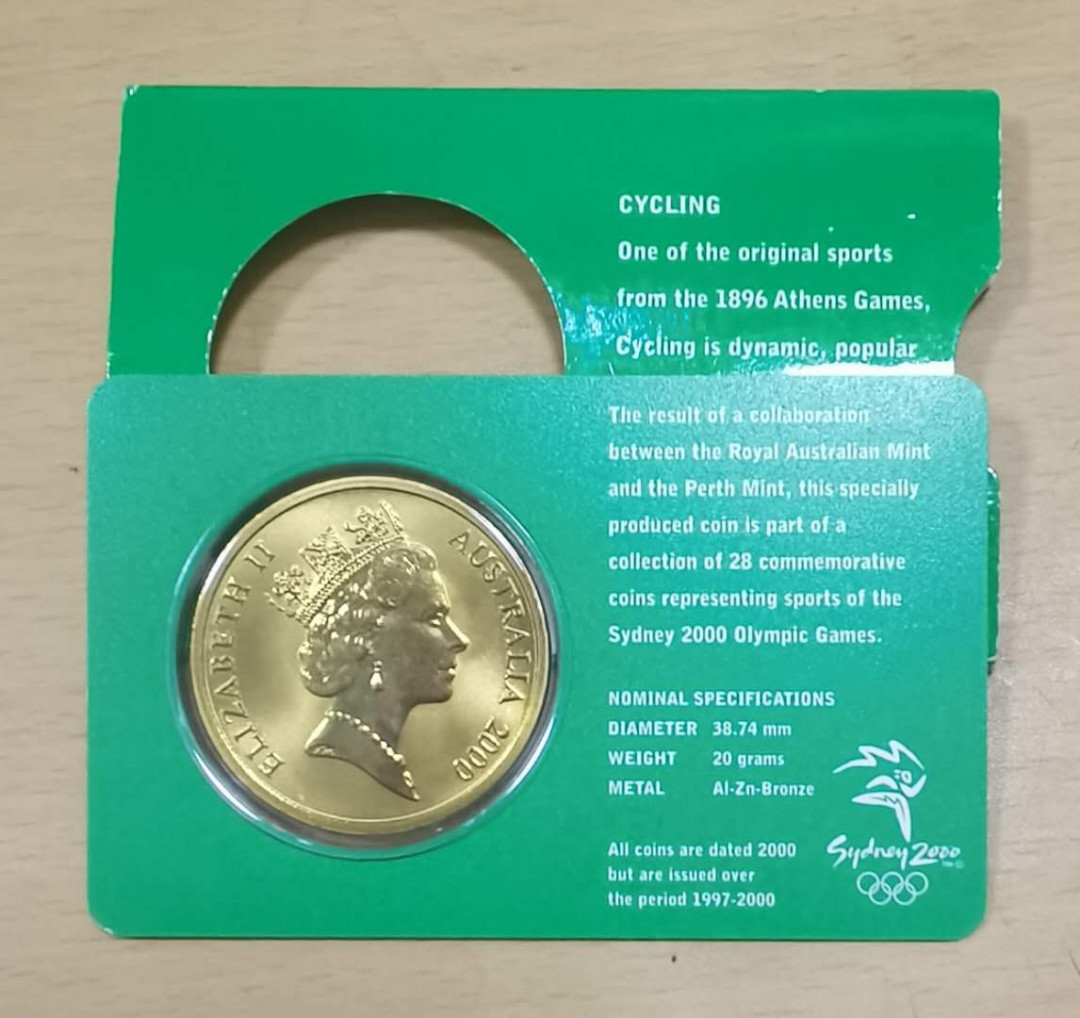 CYCLING
One of the original sports
from the 1896 Athens Games,
Cycling is dynamic, popular
The result of a collaboration
between the Royal Australian Mint
and the Perth Mint, this specially
produced coin is part of a
collection of 28 commemorative
coins representing sports of the
Sydney 2000 Olympic Games.
NOMINAL SPECIFICATIONS
DIAMETER 38.74 mm
WEIGHT 20 grams
METAL Al-Zn-Bronze
All coins are dated 2000
but are issued over
the period 1997-2000
Sydney 2000
ELIZABETH II
AUSTRALIA 2000